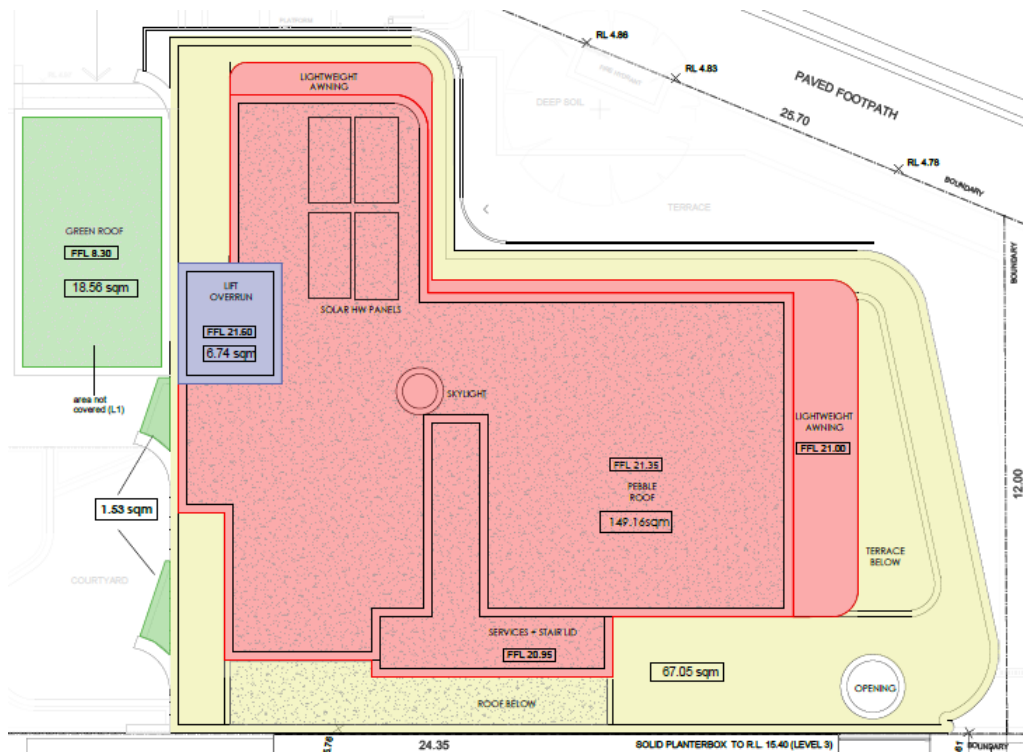 PLATFORM
RL 4.86
RL 4.83
PAVED FOOTPATH
25.70
RL 4.78
BOUNDARY
LIGHTWEIGHT
AWNING
DEEP SOIL
FIRE HYDRANT
TERRACE
BOUNDARY
GREEN ROOF
FFL 8.30
18.56 sqm
LIFT
OVERRUN
FFL 21.60
6.74 sqm
SOLAR HW PANELS
area not
covered (L1)
SKYLIGHT
LIGHTWEIGHT
AWNING
FFL 21.00
FFL 21.35
PEBBLE
ROOF
149.16sqm
12.00
1.53 sqm
COURTYARD
TERRACE
BELOW
SERVICES + STAIR LID
FFL 20.95
67.05 sqm
OPENING
ROOF BELOW
24.35
SOLID PLANTERBOX TO R.L. 15.40 (LEVEL 3)
BOUNDARY